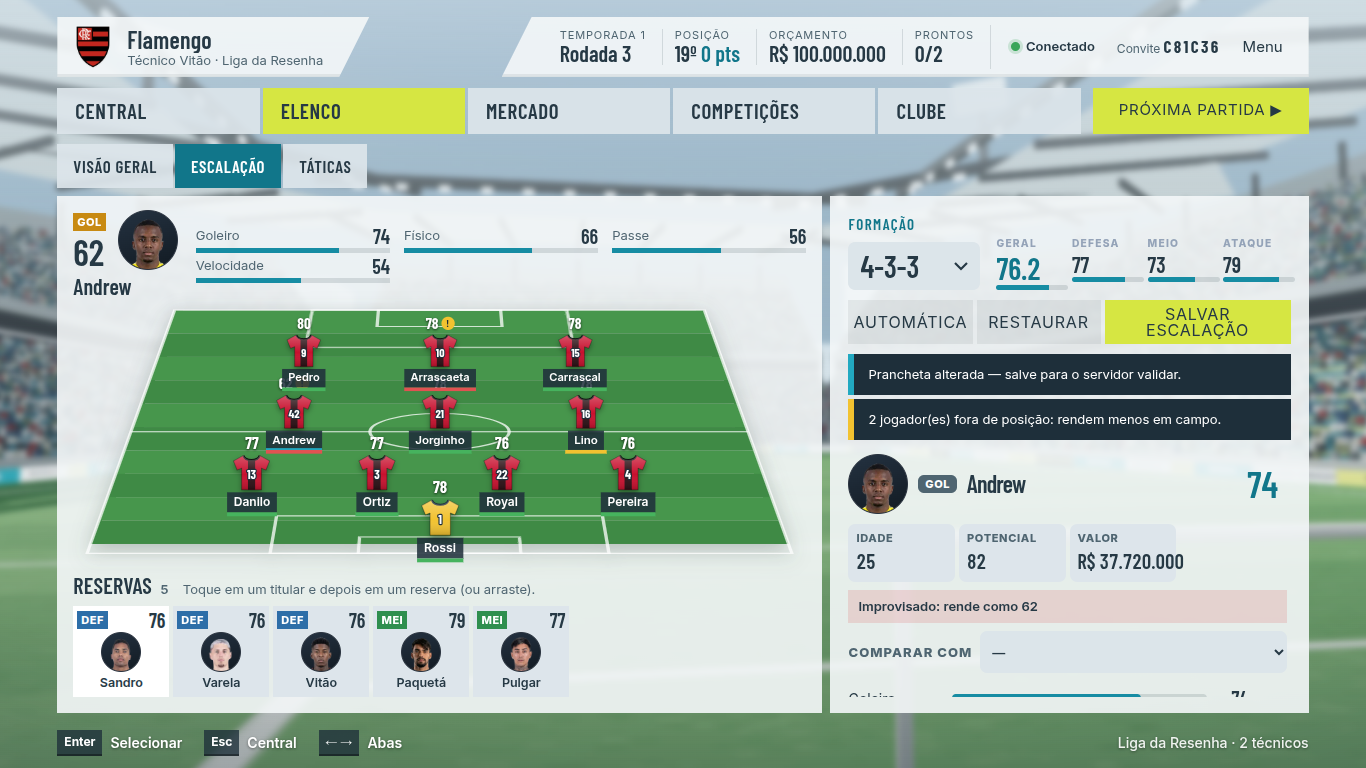 Flamengo
Técnico Vitão · Liga da Resenha
TEMPORADA 1
Rodada 3
POSIÇÃO
19º 0 pts
ORÇAMENTO
R$ 100.000.000
PRONTOS
0/2
Conectado
Convite C81C36
Menu
CENTRAL
ELENCO
MERCADO
COMPETIÇÕES
CLUBE
PRÓXIMA PARTIDA ▶
VISÃO GERAL
ESCALAÇÃO
TÁTICAS
GOL
62
Andrew
Goleiro 74
Físico 66
Passe 56
Velocidade 54
80
9
Pedro
78 !
10
Arrascaeta
78
15
Carrascal
42
Andrew
21
Jorginho
16
Lino
77
13
Danilo
77
3
Ortiz
76
22
Royal
76
4
Pereira
78
1
Rossi
RESERVAS 5 Toque em um titular e depois em um reserva (ou arraste).
DEF 76
Sandro
DEF 76
Varela
DEF 76
Vitão
MEI 79
Paquetá
MEI 77
Pulgar
FORMAÇÃO
4-3-3
GERAL
76.2
DEFESA
77
MEIO
73
ATAQUE
79
AUTOMÁTICA
RESTAURAR
SALVAR
ESCALAÇÃO
Prancheta alterada — salve para o servidor validar.
2 jogador(es) fora de posição: rendem menos em campo.
GOL Andrew 74
IDADE
25
POTENCIAL
82
VALOR
R$ 37.720.000
Improvisado: rende como 62
COMPARAR COM —
Goleiro 74
Enter Selecionar
Esc Central
←→ Abas
Liga da Resenha · 2 técnicos